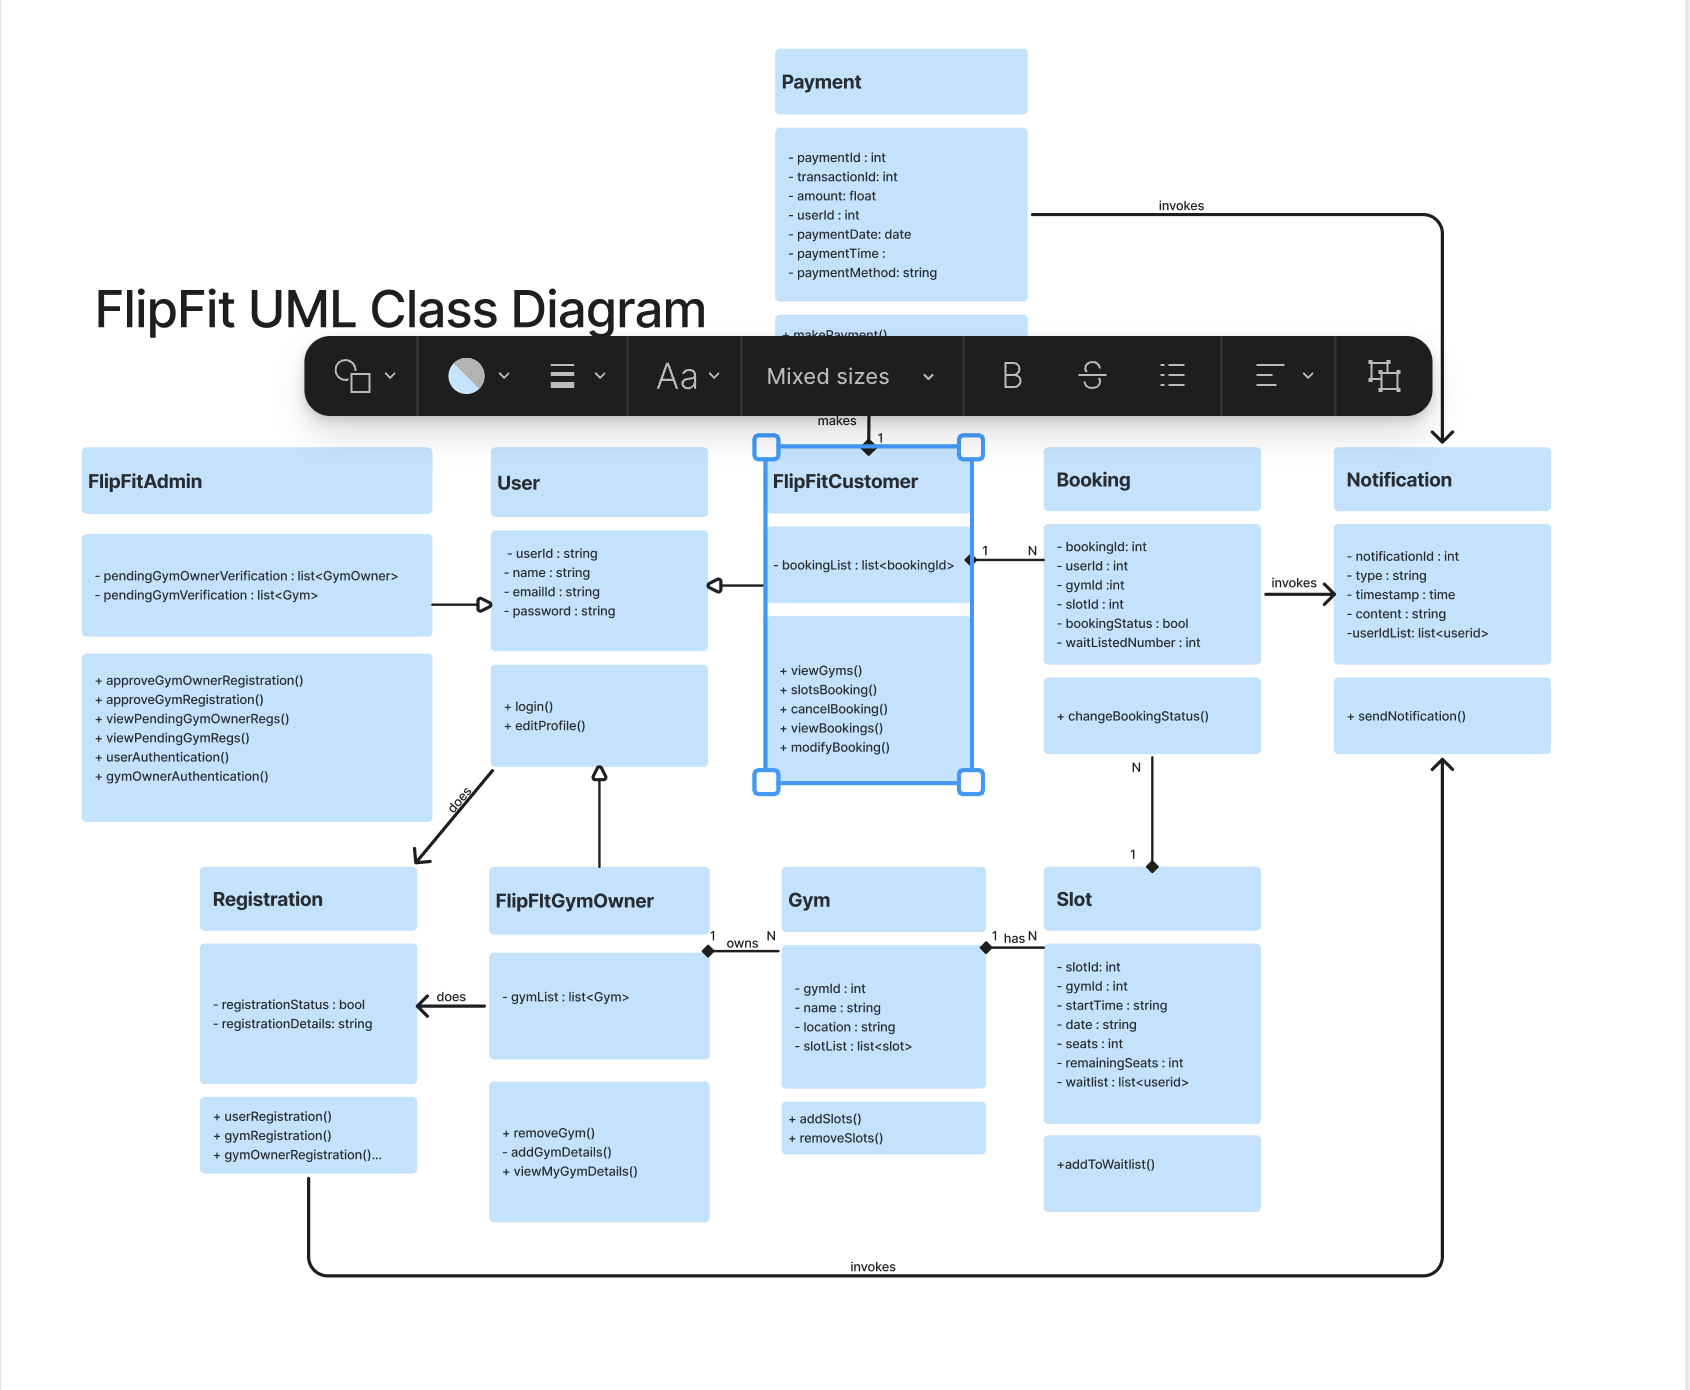 Payment
- paymentId : int
- transactionId: int
- amount: float
- userId : int
- paymentDate: date
- paymentTime :
- paymentMethod: string
+ makePayment()
invokes
FlipFit UML Class Diagram
Aa
Mixed sizes
B
S
makes
1
FlipFitAdmin
- pendingGymOwnerVerification : list<GymOwner>
- pendingGymVerification : list<Gym>
+ approveGymOwnerRegistration()
+ approveGymRegistration()
+ viewPendingGymOwnerRegs()
+ viewPendingGymRegs()
+ userAuthentication()
+ gymOwnerAuthentication()
User
- userId : string
- name : string
- emailId : string
- password : string
+ login()
+ editProfile()
FlipFitCustomer
- bookingList : list<bookingId>
+ viewGyms()
+ slotsBooking()
+ cancelBooking()
+ viewBookings()
+ modifyBooking()
1
N
Booking
- bookingId: int
- userId : int
- gymId :int
- slotId : int
- bookingStatus : bool
- waitListedNumber : int
+ changeBookingStatus()
invokes
Notification
- notificationId : int
- type : string
- timestamp : time
- content : string
-userIdList: list<userid>
+ sendNotification()
does
N
1
Registration
- registrationStatus : bool
- registrationDetails: string
+ userRegistration()
+ gymRegistration()
+ gymOwnerRegistration()...
does
FlipFItGymOwner
- gymList : list<Gym>
+ removeGym()
- addGymDetails()
+ viewMyGymDetails()
1
owns
N
Gym
- gymId : int
- name : string
- location : string
- slotList : list<slot>
+ addSlots()
+ removeSlots()
1
has
N
Slot
- slotId: int
- gymId : int
- startTime : string
- date : string
- seats : int
- remainingSeats : int
- waitlist : list<userid>
+addToWaitlist()
invokes